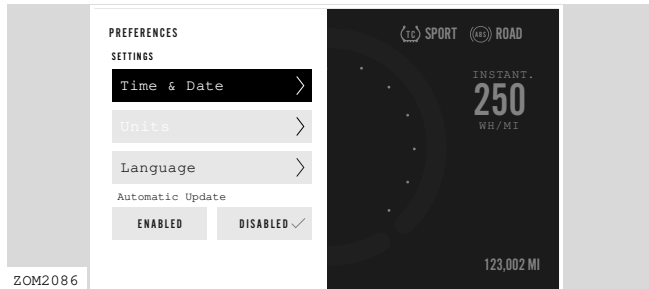 PREFERENCES
SETTINGS
Time & Date
Units
Language
Automatic Update
ENABLED
DISABLED
TC SPORT
ABS ROAD
INSTANT.
250
WH/MI
123,002 MI
ZOM2086